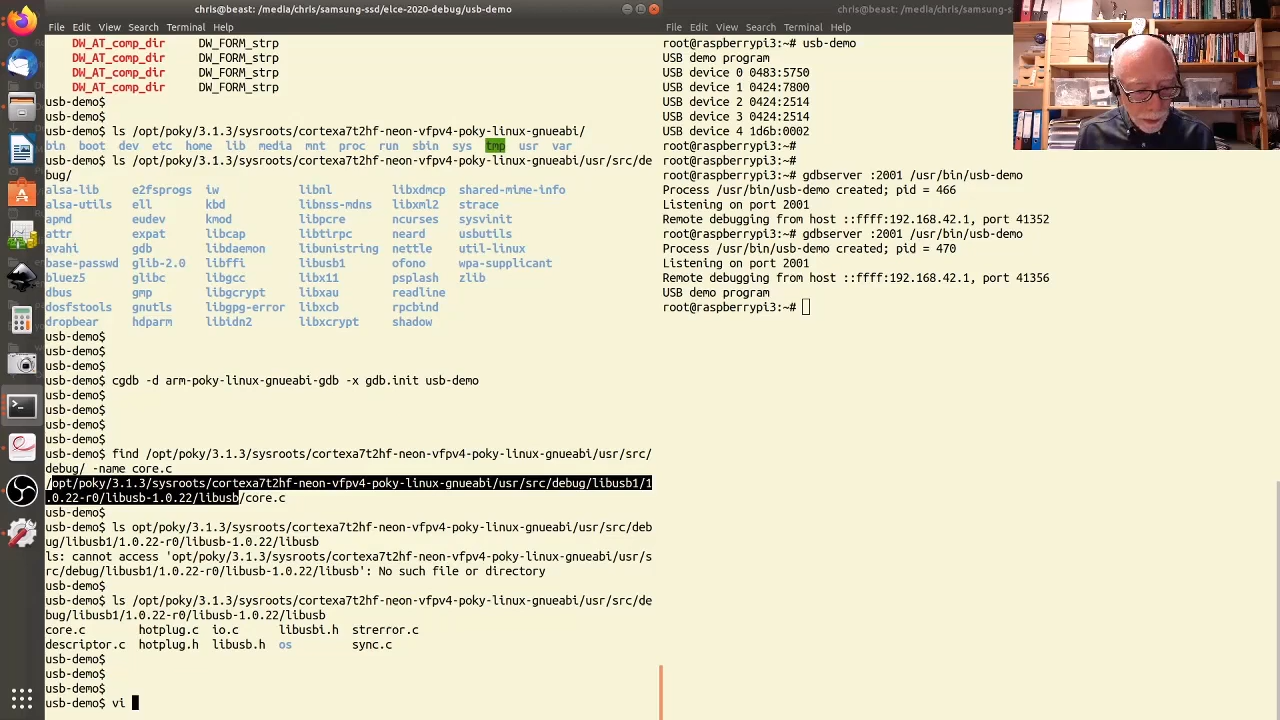 chris@beast: /media/chris/samsung-ssd/elce-2020-debug/usb-demo
File Edit View Search Terminal Help
DW_AT_comp_dir DW_FORM_strp
DW_AT_comp_dir DW_FORM_strp
DW_AT_comp_dir DW_FORM_strp
DW_AT_comp_dir DW_FORM_strp
usb-demo$
usb-demo$
usb-demo$ ls /opt/poky/3.1.3/sysroots/cortexa7t2hf-neon-vfpv4-poky-linux-gnueabi/
bin boot dev etc home lib media mnt proc run sbin sys tmp usr var
usb-demo$ ls /opt/poky/3.1.3/sysroots/cortexa7t2hf-neon-vfpv4-poky-linux-gnueabi/usr/src/de
bug/
alsa-lib e2fsprogs iw libnl libxdmcp shared-mime-info
alsa-utils ell kbd libnss-mdns libxml2 strace
apmd eudev kmod libpcre ncurses sysvinit
attr expat libcap libtirpc neard usbutils
avahi gdb libdaemon libunistring nettle util-linux
base-passwd glib-2.0 libffi libusb1 ofono wpa-supplicant
bluez5 glibc libgcc libx11 psplash zlib
dbus gmp libgcrypt libxau readline
dosfstools gnutls libgpg-error libxcb rpcbind
dropbear hdparm libidn2 libxcrypt shadow
usb-demo$
usb-demo$
usb-demo$
usb-demo$ cgdb -d arm-poky-linux-gnueabi-gdb -x gdb.init usb-demo
usb-demo$
usb-demo$
usb-demo$
usb-demo$
usb-demo$ find /opt/poky/3.1.3/sysroots/cortexa7t2hf-neon-vfpv4-poky-linux-gnueabi/usr/src/
debug/ -name core.c
/opt/poky/3.1.3/sysroots/cortexa7t2hf-neon-vfpv4-poky-linux-gnueabi/usr/src/debug/libusb1/1
.0.22-r0/libusb-1.0.22/libusb/core.c
usb-demo$
usb-demo$ ls opt/poky/3.1.3/sysroots/cortexa7t2hf-neon-vfpv4-poky-linux-gnueabi/usr/src/deb
ug/libusb1/1.0.22-r0/libusb-1.0.22/libusb
ls: cannot access 'opt/poky/3.1.3/sysroots/cortexa7t2hf-neon-vfpv4-poky-linux-gnueabi/usr/s
rc/debug/libusb1/1.0.22-r0/libusb-1.0.22/libusb': No such file or directory
usb-demo$
usb-demo$ ls /opt/poky/3.1.3/sysroots/cortexa7t2hf-neon-vfpv4-poky-linux-gnueabi/usr/src/de
bug/libusb1/1.0.22-r0/libusb-1.0.22/libusb
core.c hotplug.c io.c libusbi.h strerror.c
descriptor.c hotplug.h libusb.h os sync.c
usb-demo$
usb-demo$
usb-demo$
usb-demo$ vi
chris@beast: /media/chris/samsung-ss
File Edit View Search Terminal Help
root@raspberrypi3:~# usb-demo
USB demo program
USB device 0 0483:5750
USB device 1 0424:7800
USB device 2 0424:2514
USB device 3 0424:2514
USB device 4 1d6b:0002
root@raspberrypi3:~#
root@raspberrypi3:~#
root@raspberrypi3:~# gdbserver :2001 /usr/bin/usb-demo
Process /usr/bin/usb-demo created; pid = 466
Listening on port 2001
Remote debugging from host ::ffff:192.168.42.1, port 41352
root@raspberrypi3:~# gdbserver :2001 /usr/bin/usb-demo
Process /usr/bin/usb-demo created; pid = 470
Listening on port 2001
Remote debugging from host ::ffff:192.168.42.1, port 41356
USB demo program
root@raspberrypi3:~#